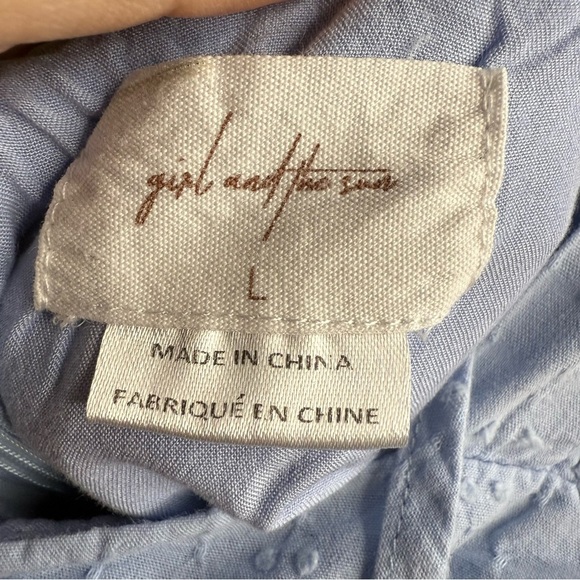 girl and the sun
L
MADE IN CHINA
FABRIQUÉ EN CHINE